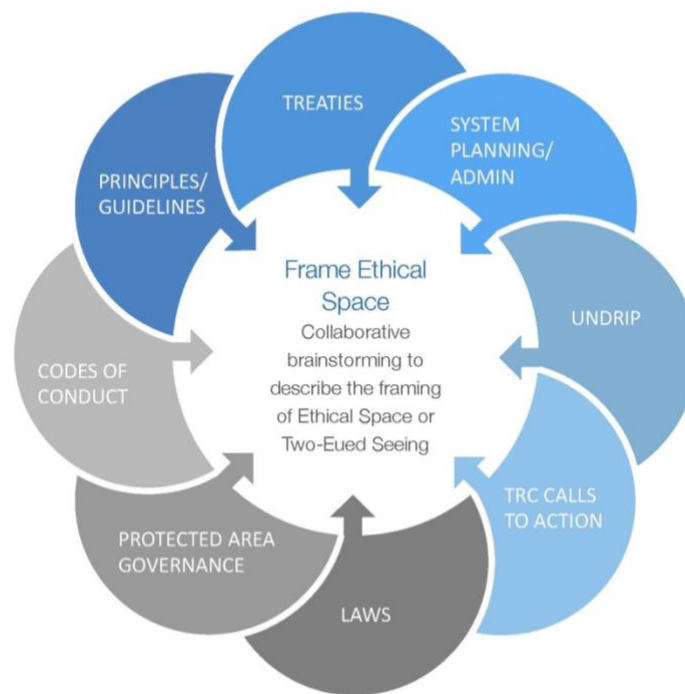 TREATIES
SYSTEM
PLANNING/
ADMIN
UNDRIP
TRC CALLS
TO ACTION
LAWS
PROTECTED AREA
GOVERNANCE
CODES OF
CONDUCT
PRINCIPLES/
GUIDELINES
Frame Ethical
Space
Collaborative
brainstorming to
describe the framing
of Ethical Space or
Two-Eued Seeing